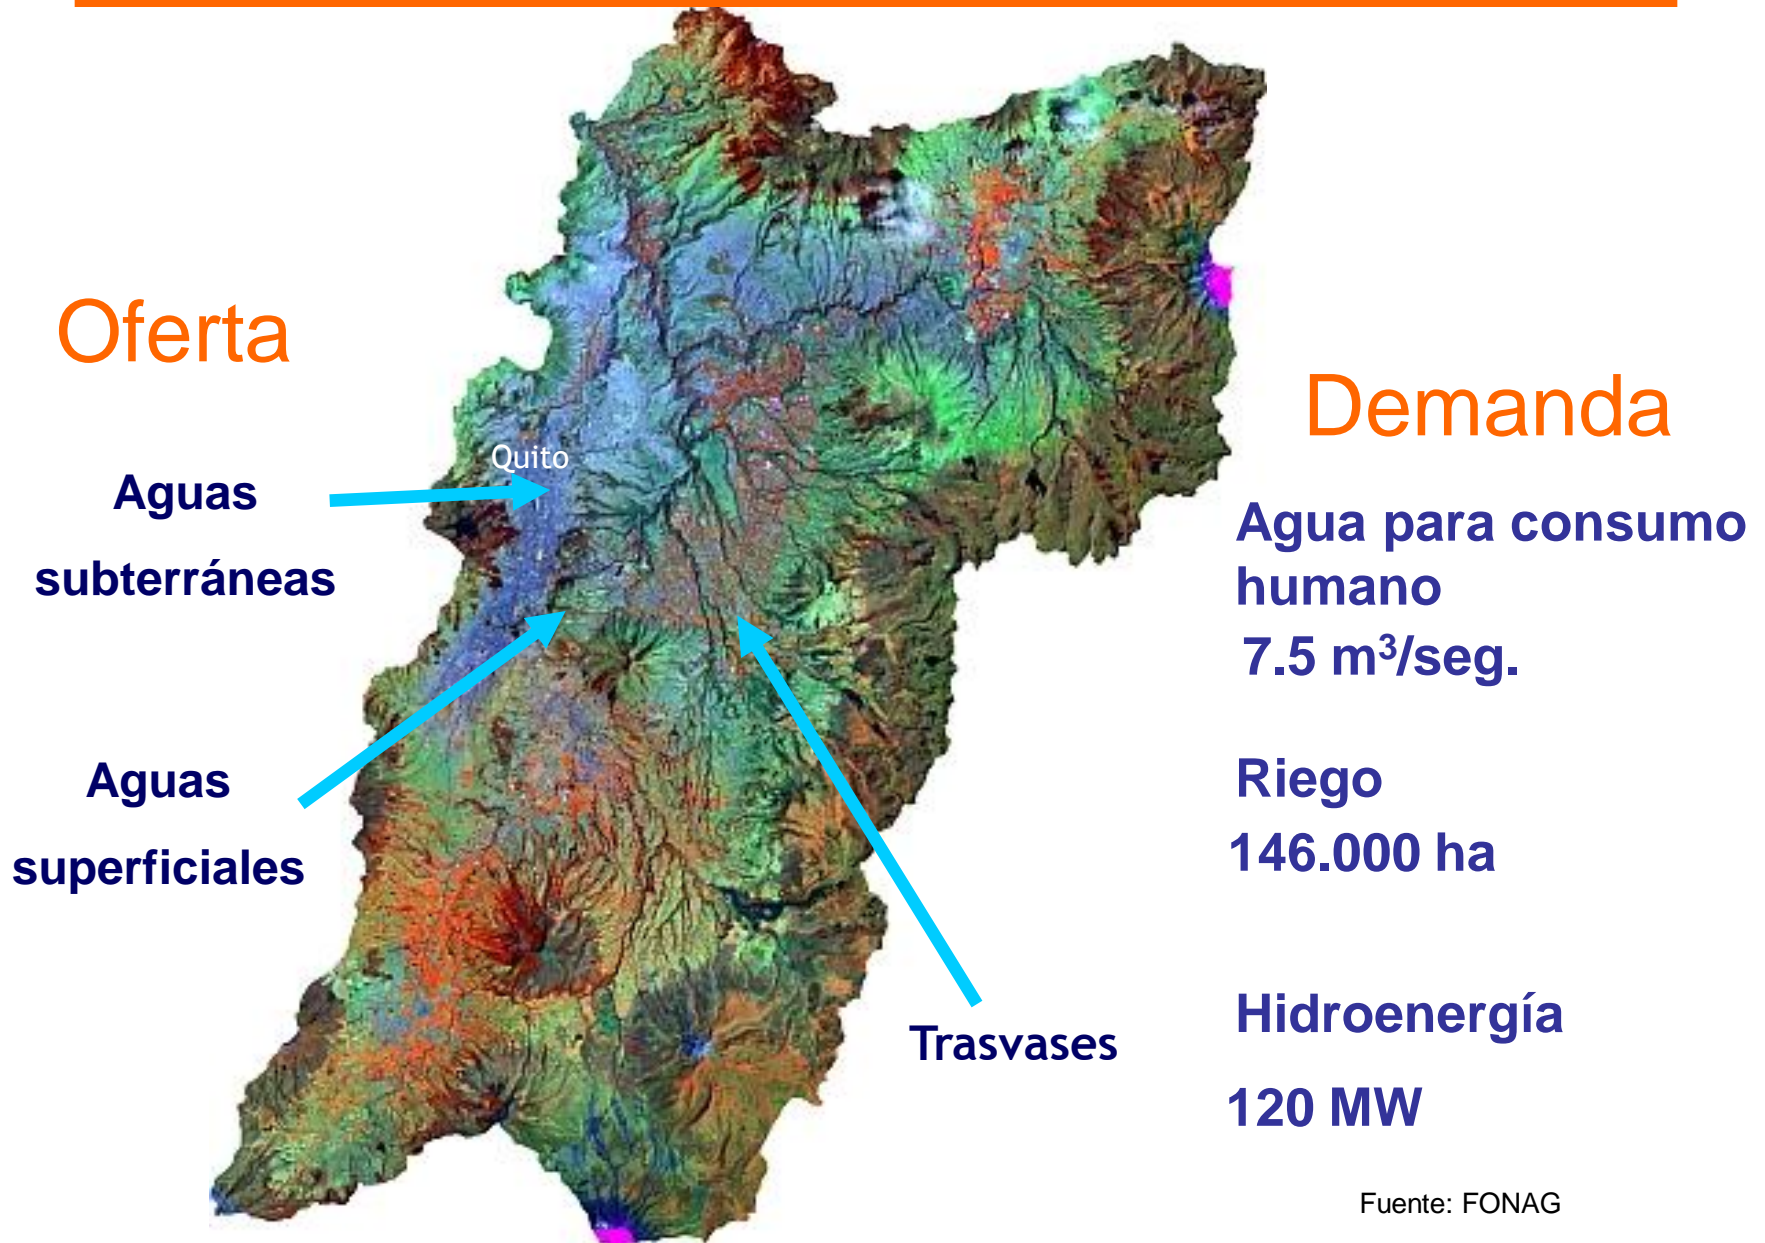 Oferta
Aguas
subterráneas
Aguas
superficiales
Quito
Trasvases
Demanda
Agua para consumo
humano
7.5 m³/seg.
Riego
146.000 ha
Hidroenergía
120 MW
Fuente: FONAG